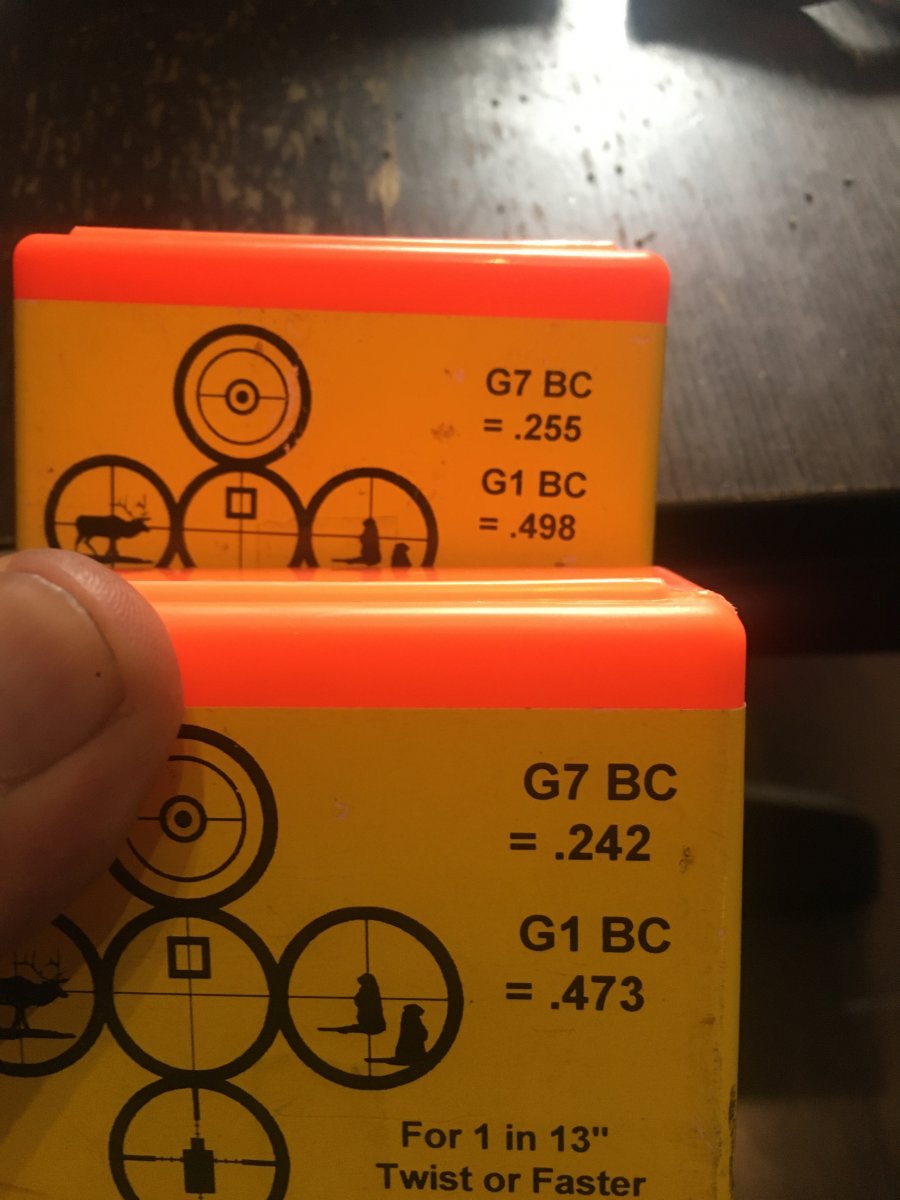 G7 BC
= .255
G1 BC
= .498
G7 BC
= .242
G1 BC
= .473
For 1 in 13"
Twist or Faster